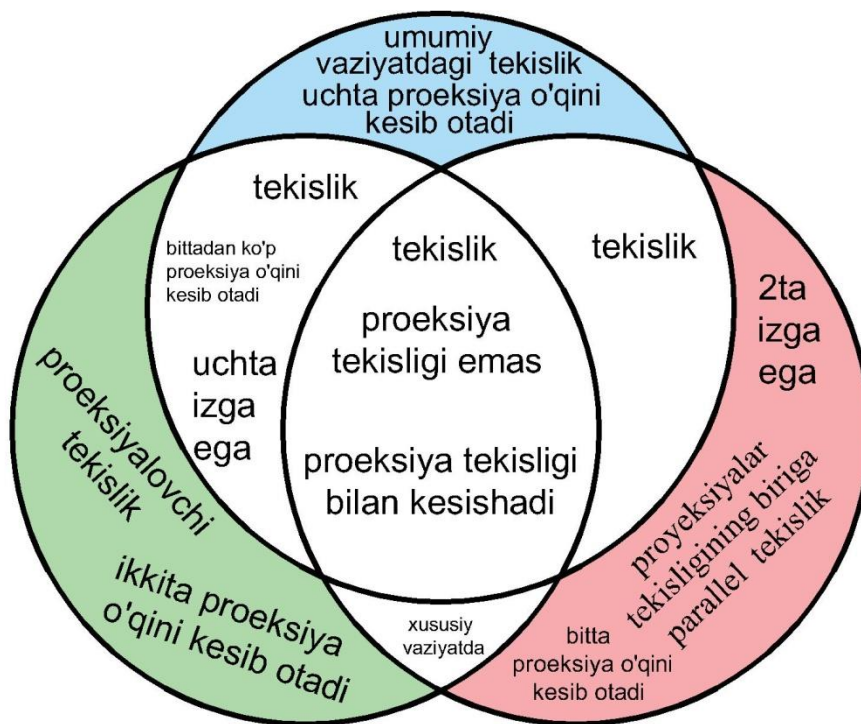 umumiy
vaziyatdagi tekislik
uchta proeksiya o'qini
kesib otadi
tekislik
bittadan ko'p
proeksiya o'qini
kesib otadi
uchta
izga
ega
tekislik
proeksiya
tekisligi emas
proeksiya tekisligi
bilan kesishadi
tekislik
2ta
izga
ega
proeksiyalovchi
tekislik
ikkita proeksiya
o'qini kesib otadi
xususiy
vaziyatda
proyeksiyalar
tekisligining biriga
parallel tekislik
bitta
proeksiya o'qini
kesib otadi